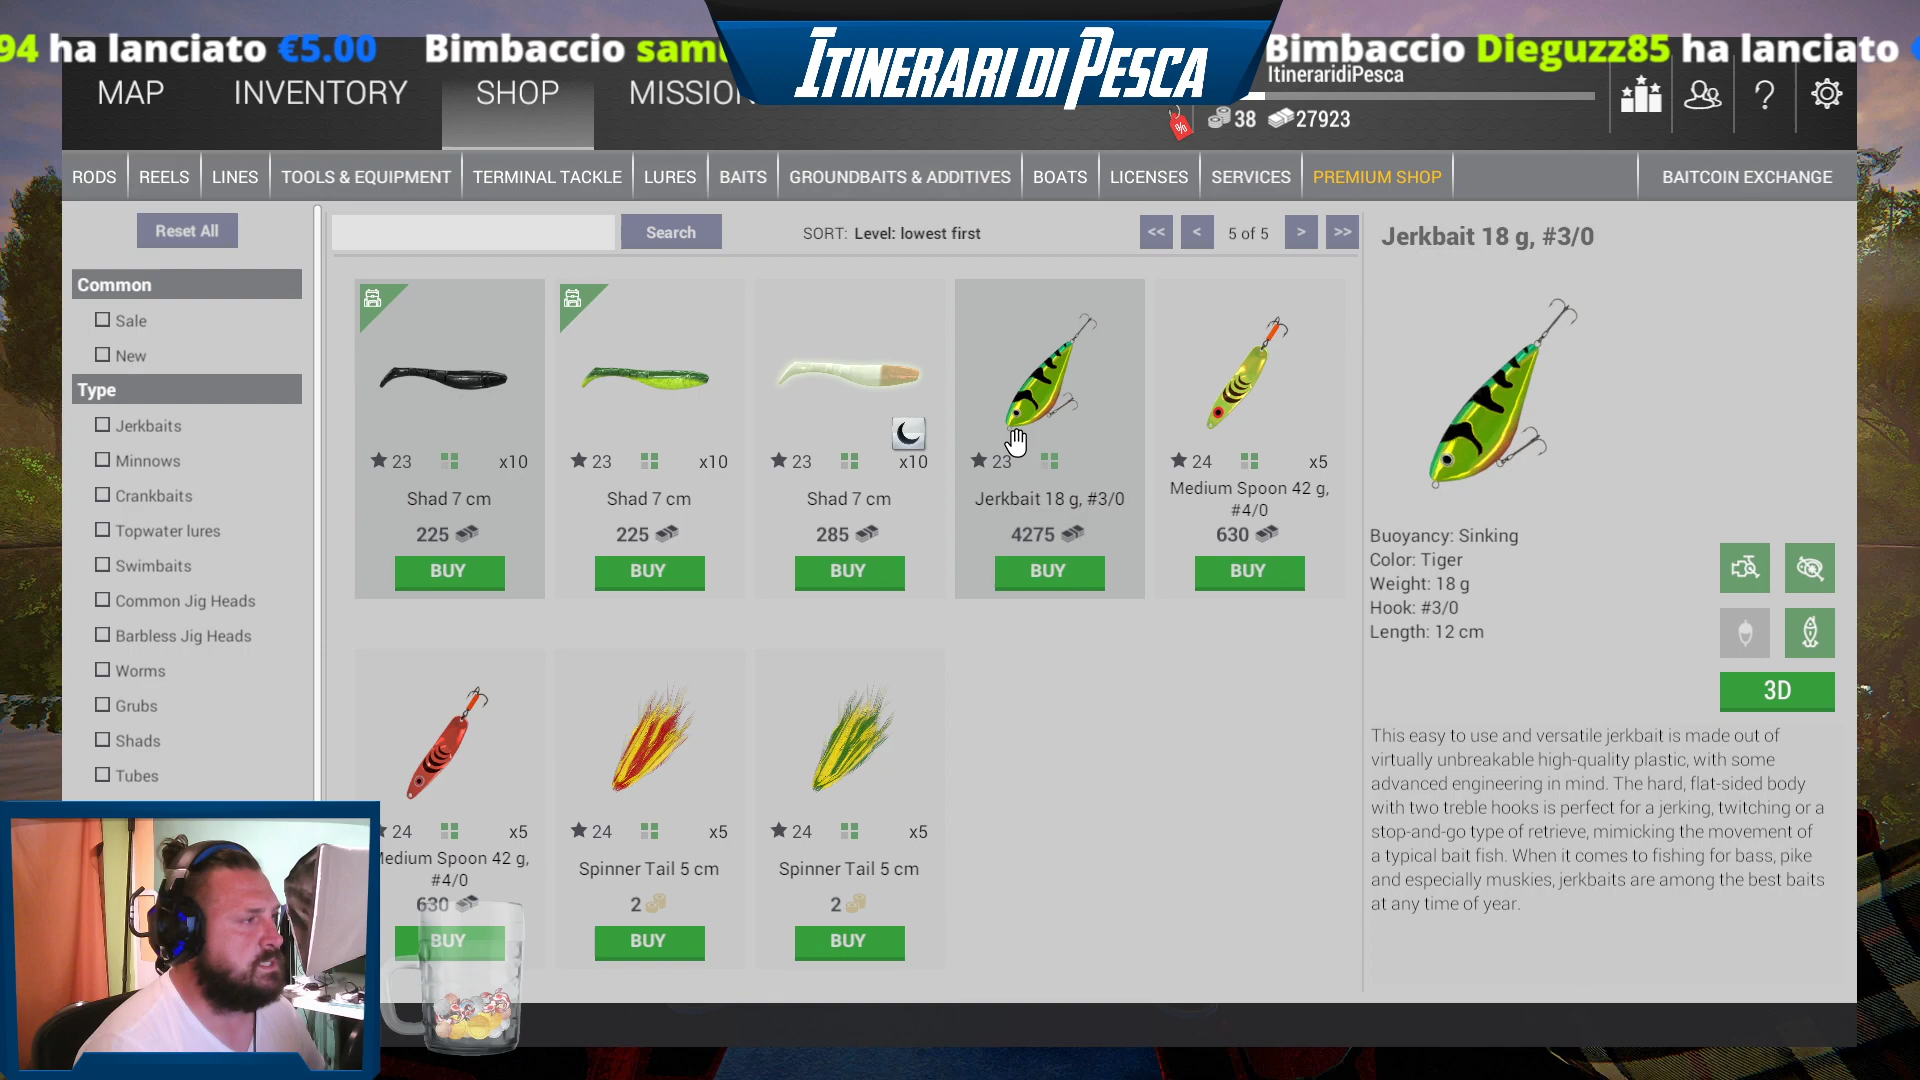 94 ha lanciato €5.00 Bimbaccio samu
Bimbaccio Dieguzz85 ha lanciato
ITINERARI DI PESCA
ItineraridiPesca
MAP INVENTORY SHOP MISSION
38 27923
RODS REELS LINES TOOLS & EQUIPMENT TERMINAL TACKLE LURES BAITS GROUNDBAITS & ADDITIVES BOATS LICENSES SERVICES PREMIUM SHOP BAITCOIN EXCHANGE
Reset All
Search
SORT: Level: lowest first
<< < 5 of 5 > >>
Common
Sale
New
Type
Jerkbaits
Minnows
Crankbaits
Topwater lures
Swimbaits
Common Jig Heads
Barbless Jig Heads
Worms
Grubs
Shads
Tubes
23 x10
Shad 7 cm
225
BUY
23 x10
Shad 7 cm
225
BUY
23 x10
Shad 7 cm
285
BUY
23
Jerkbait 18 g, #3/0
4275
BUY
24 x5
Medium Spoon 42 g,
#4/0
630
BUY
24 x5
Medium Spoon 42 g,
#4/0
630
BUY
24 x5
Spinner Tail 5 cm
2
BUY
24 x5
Spinner Tail 5 cm
2
BUY
Jerkbait 18 g, #3/0
Buoyancy: Sinking
Color: Tiger
Weight: 18 g
Hook: #3/0
Length: 12 cm
3D
This easy to use and versatile jerkbait is made out of
virtually unbreakable high-quality plastic, with some
advanced engineering in mind. The hard, flat-sided body
with two treble hooks is perfect for a jerking, twitching or a
stop-and-go type of retrieve, mimicking the movement of
a typical bait fish. When it comes to fishing for bass, pike
and especially muskies, jerkbaits are among the best baits
at any time of year.